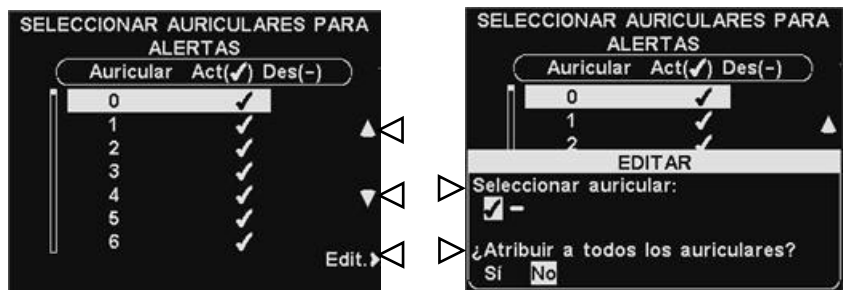 SELECCIONAR AURICULARES PARA
ALERTAS
Auricular Act(✓) Des(-)
0 ✓
1 ✓
2 ✓
3 ✓
4 ✓
5 ✓
6 ✓
Edit.
SELECCIONAR AURICULARES PARA
ALERTAS
Auricular Act(✓) Des(-)
0 ✓
1 ✓
2 ✓
EDITAR
Seleccionar auricular:
✓ -
¿Atribuir a todos los auriculares?
Sí No